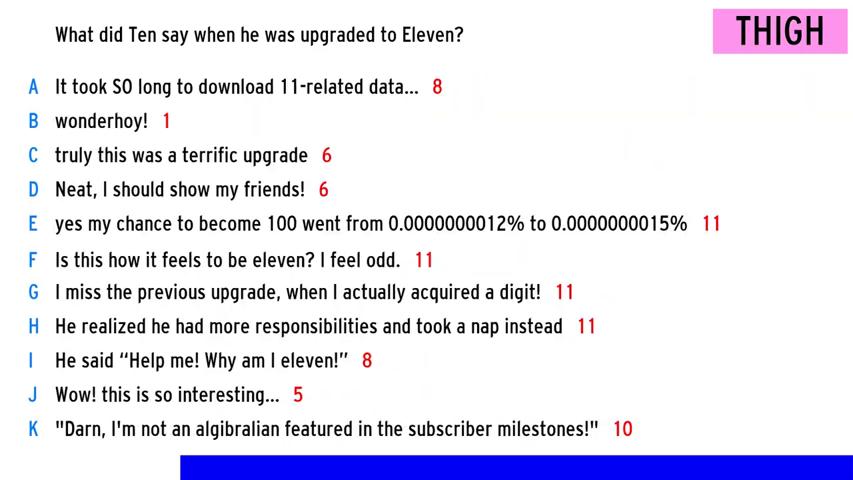 What did Ten say when he was upgraded to Eleven?
THIGH
A It took SO long to download 11-related data... 8
B wonderhoy! 1
C truly this was a terrific upgrade 6
D Neat, I should show my friends! 6
E yes my chance to become 100 went from 0.0000000012% to 0.0000000015% 11
F Is this how it feels to be eleven? I feel odd. 11
G I miss the previous upgrade, when I actually acquired a digit! 11
H He realized he had more responsibilities and took a nap instead 11
I He said “Help me! Why am I eleven!” 8
J Wow! this is so interesting... 5
K "Darn, I'm not an algibralian featured in the subscriber milestones!" 10